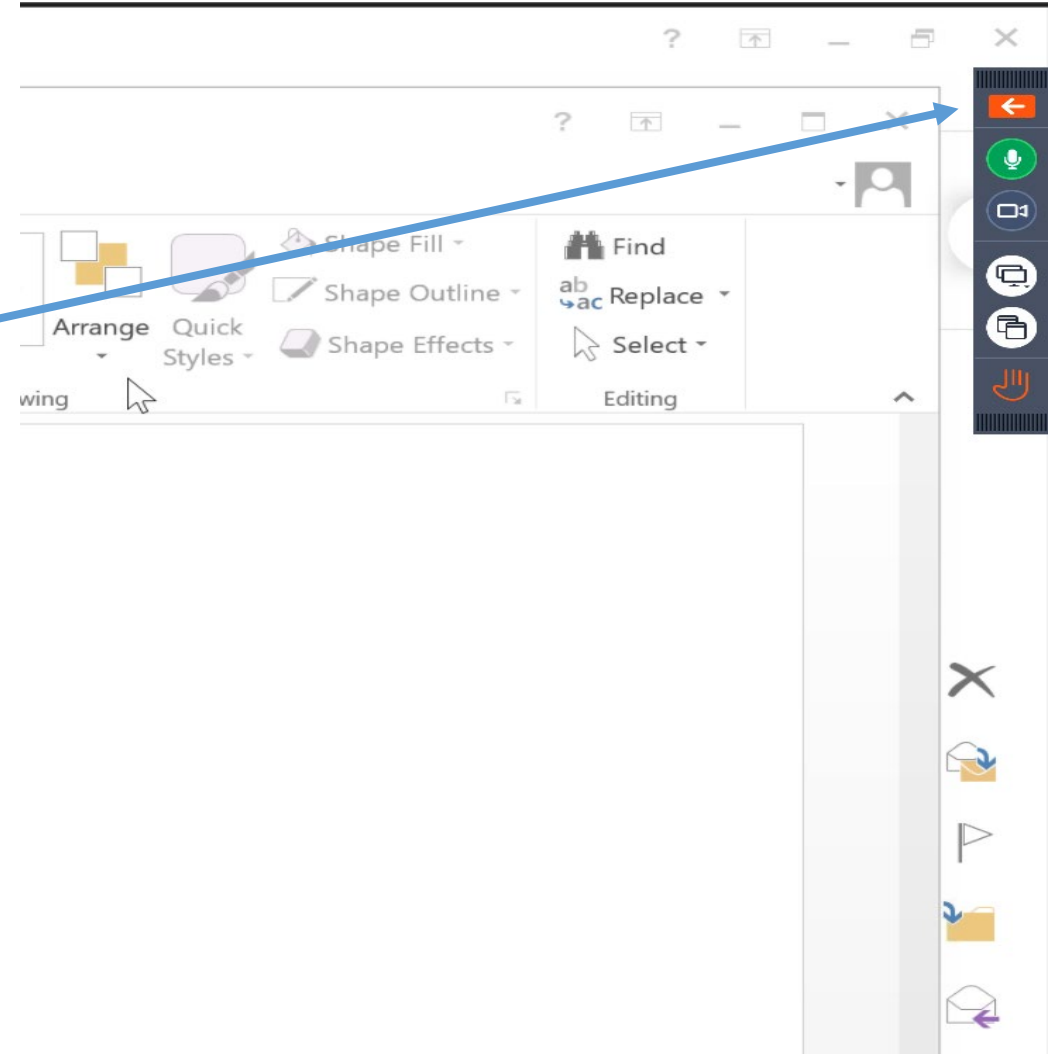 ?
?
Shape Fill
Find
Shape Outline
ab
ac Replace
Arrange Quick
Styles
Shape Effects
Select
wing
Editing